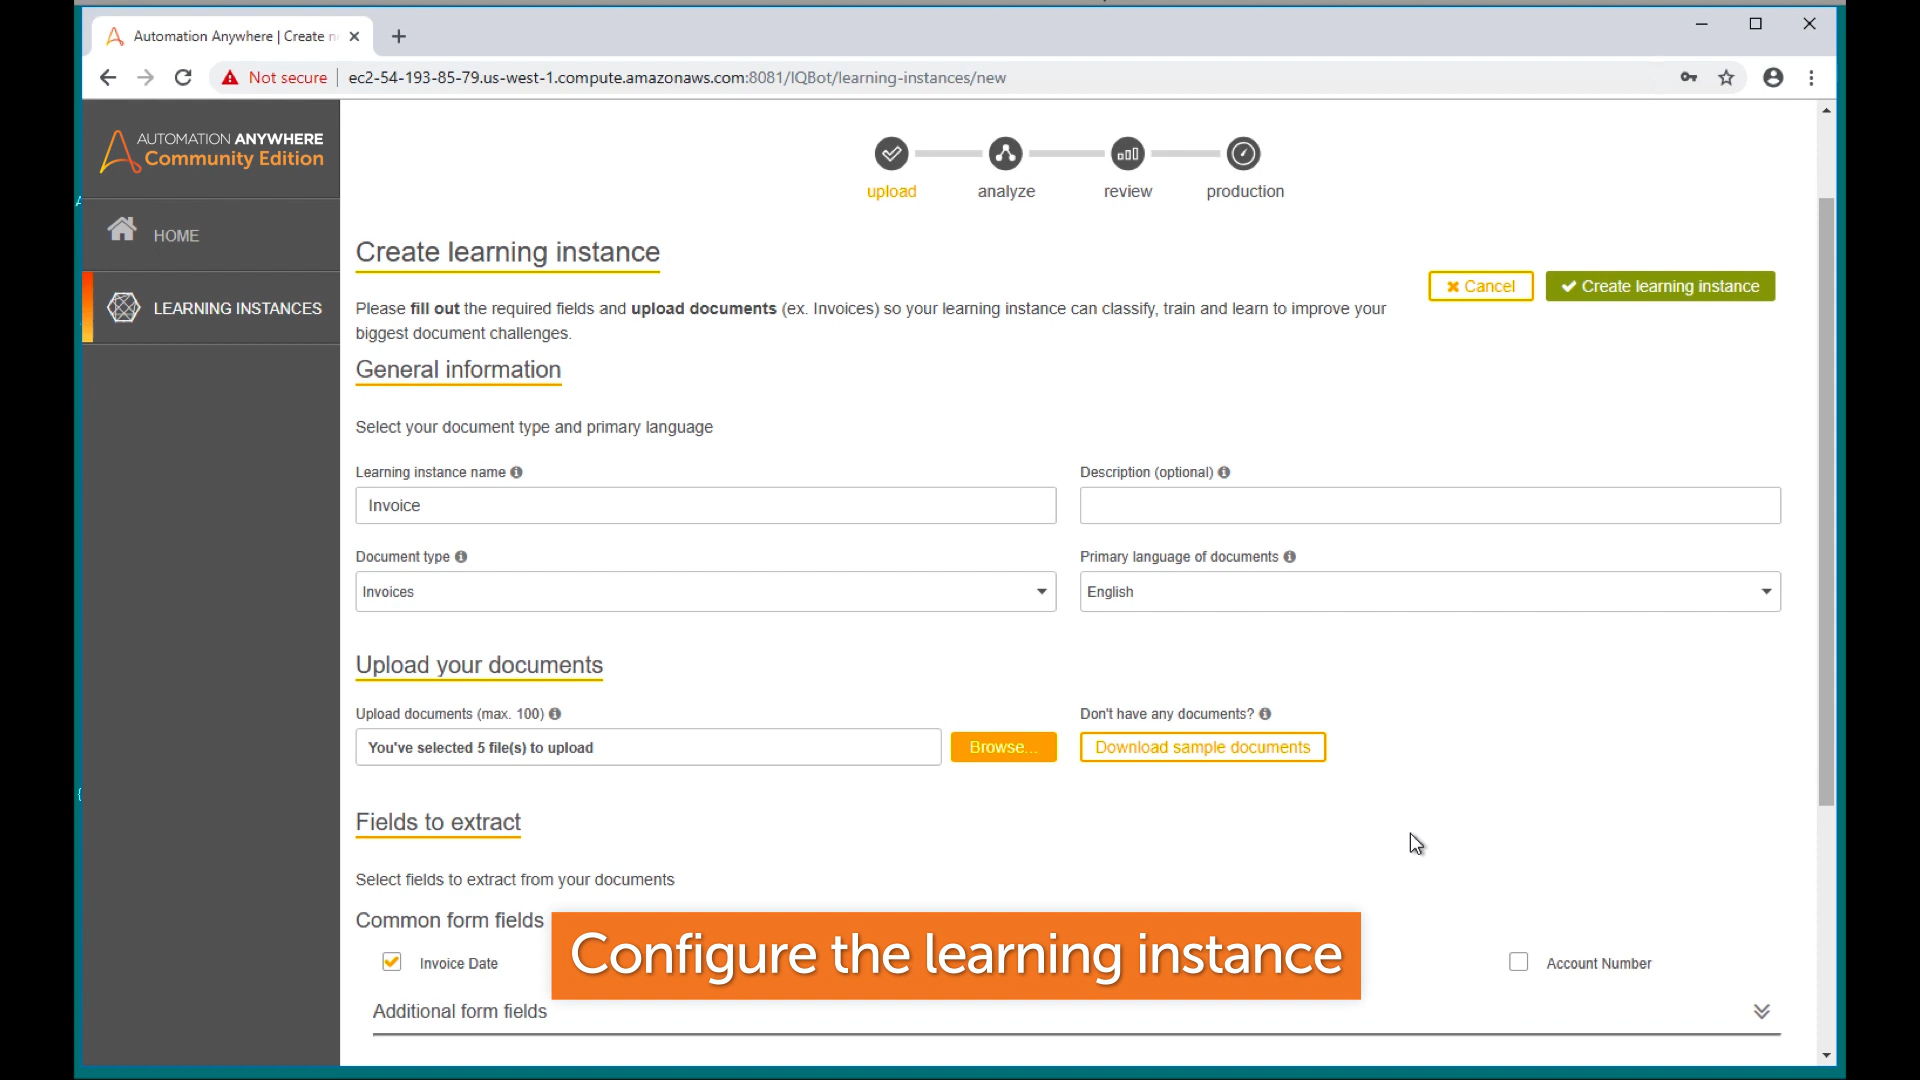 Automation Anywhere | Create n
Not secure
ec2-54-193-85-79.us-west-1.compute.amazonaws.com:8081/IQBot/learning-instances/new
AUTOMATION ANYWHERE
Community Edition
HOME
LEARNING INSTANCES
upload
analyze
review
production
Create learning instance
Cancel
Create learning instance
Please fill out the required fields and upload documents (ex. Invoices) so your learning instance can classify, train and learn to improve your
biggest document challenges.
General information
Select your document type and primary language
Learning instance name
Description (optional)
Invoice
Document type
Primary language of documents
Invoices
English
Upload your documents
Upload documents (max. 100)
Don't have any documents?
You've selected 5 file(s) to upload
Browse...
Download sample documents
Fields to extract
Select fields to extract from your documents
Common form fields
Configure the learning instance
Invoice Date
Account Number
Additional form fields